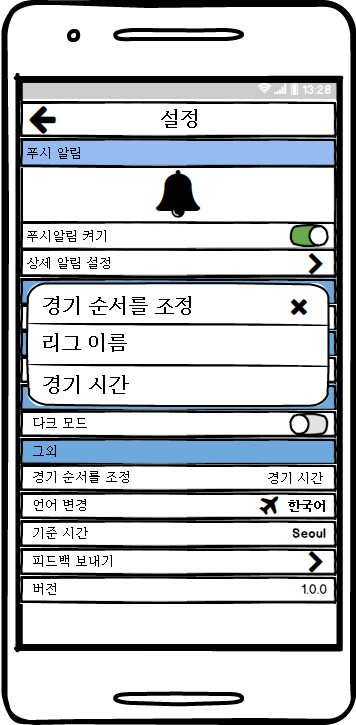 13:28
설정
푸시 알림
푸시알림 켜기
상세 알림 설정
경기 순서를 조정
리그 이름
경기 시간
다크 모드
그외
경기 순서를 조정 경기 시간
언어 변경 한국어
기준 시간 Seoul
피드백 보내기
버전 1.0.0